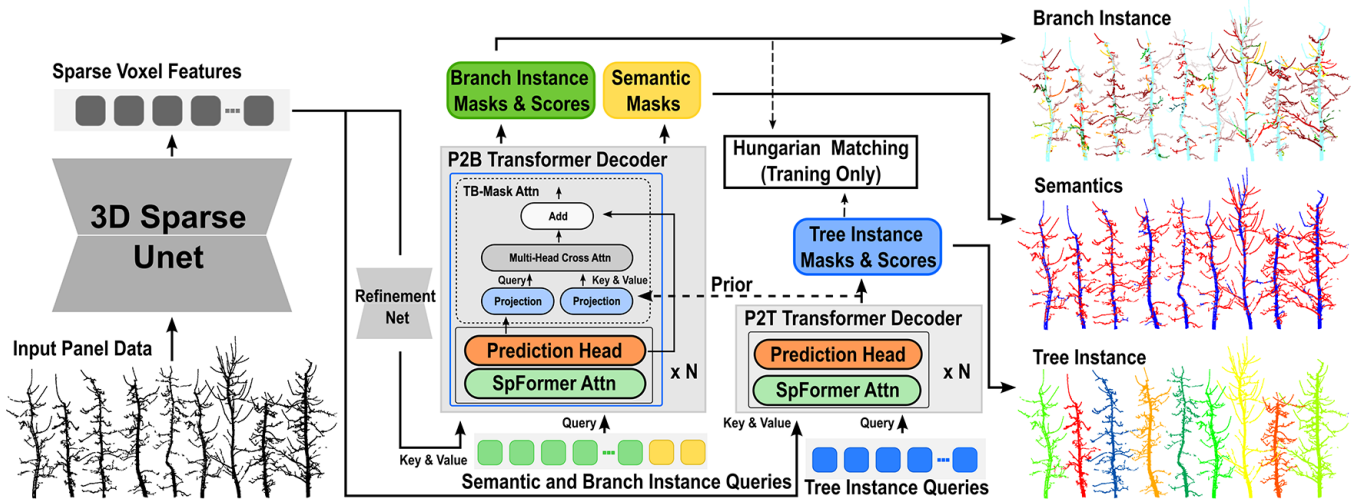 Sparse Voxel Features
3D Sparse
Unet
Input Panel Data
Refinement
Net
Key & Value
Branch Instance
Masks & Scores
Semantic
Masks
P2B Transformer Decoder
TB-Mask Attn
Add
Multi-Head Cross Attn
Query
Key & Value
Projection
Projection
Prediction Head
SpFormer Attn
x N
Query
Semantic and Branch Instance Queries
Hungarian Matching
(Traning Only)
Tree Instance
Masks & Scores
Prior
P2T Transformer Decoder
Prediction Head
SpFormer Attn
x N
Key & Value
Query
Tree Instance Queries
Branch Instance
Semantics
Tree Instance